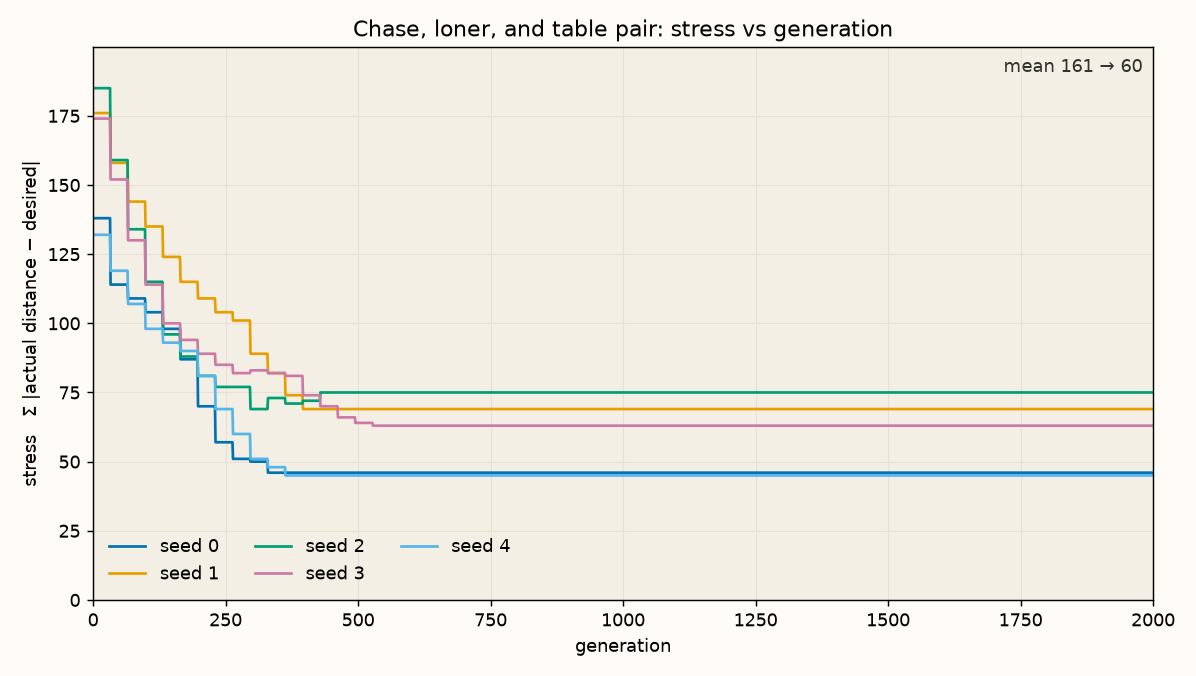 Chase, loner, and table pair: stress vs generation
mean 161 → 60
stress   Σ |actual distance − desired|
175
150
125
100
75
50
25
0
seed 0
seed 2
seed 4
seed 1
seed 3
0 250 500 750 1000 1250 1500 1750 2000
generation